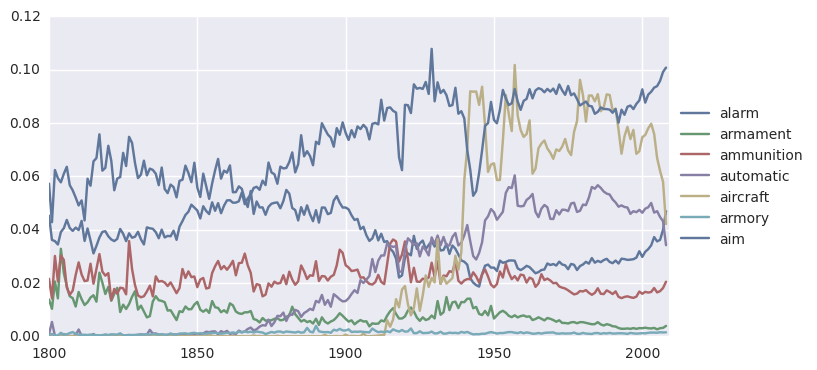 0.12
0.10
0.08
0.06
0.04
0.02
0.00
1800 1850 1900 1950 2000
alarm
armament
ammunition
automatic
aircraft
armory
aim